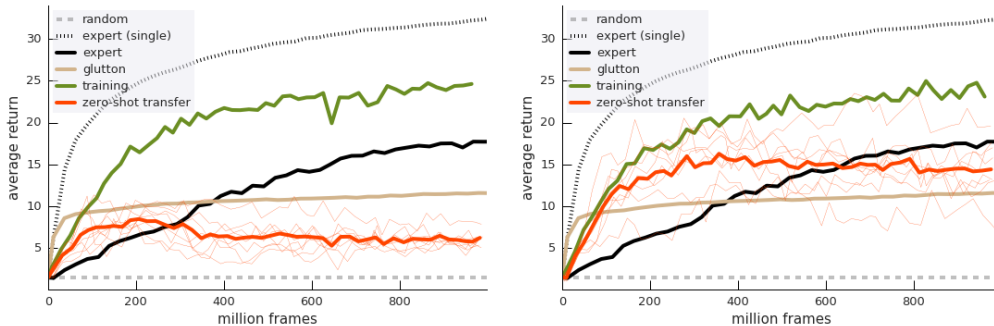 random
expert (single)
expert
glutton
training
zero-shot transfer
30
25
20
15
10
5
average return
0
200
400
600
800
million frames
random
expert (single)
expert
glutton
training
zero-shot transfer
30
25
20
15
10
5
average return
0
200
400
600
800
million frames